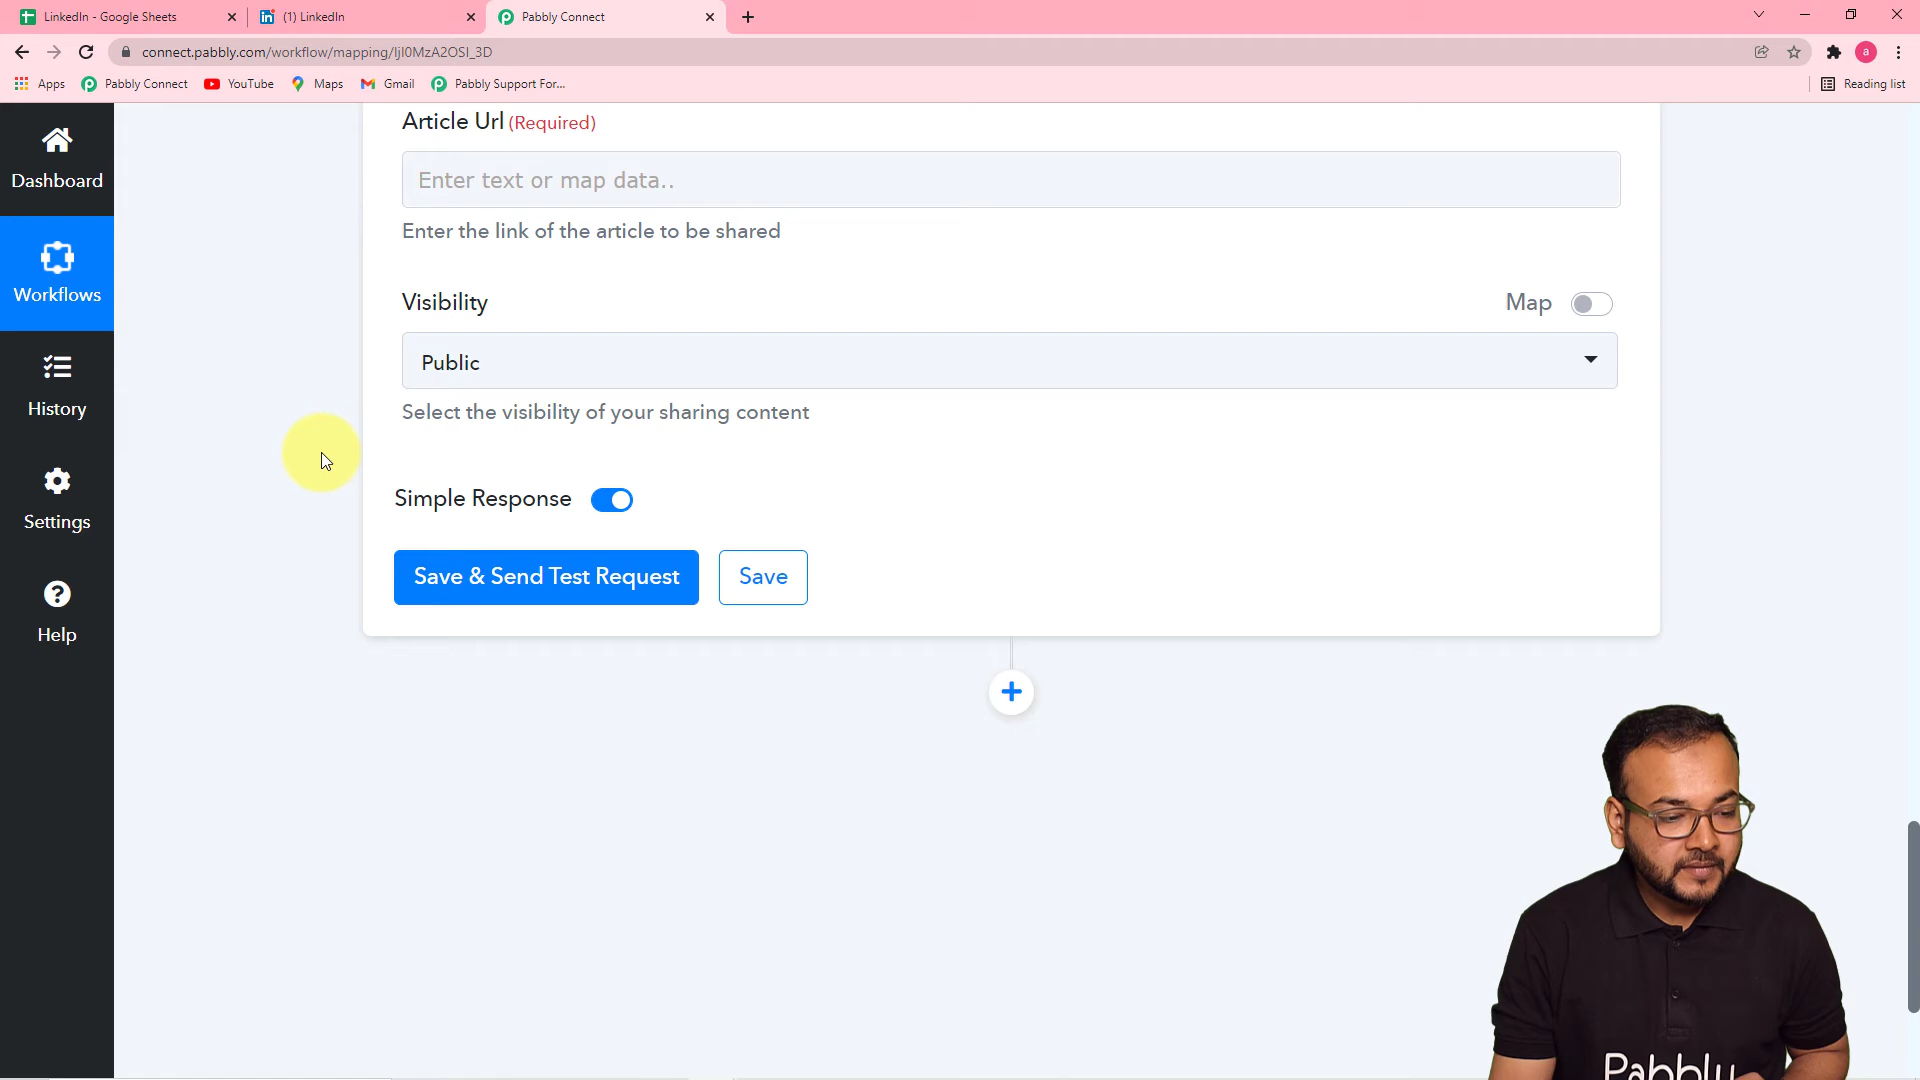 LinkedIn - Google Sheets
(1) LinkedIn
Pabbly Connect
connect.pabbly.com/workflow/mapping/IjI0MzA2OSI_3D
a
Apps
Pabbly Connect
YouTube
Maps
Gmail
Pabbly Support For...
Reading list
Dashboard
Workflows
History
Settings
Help
Article Url (Required)
Enter text or map data..
Enter the link of the article to be shared
Visibility
Map
Public
Select the visibility of your sharing content
Simple Response
Save & Send Test Request
Save
Pabbly